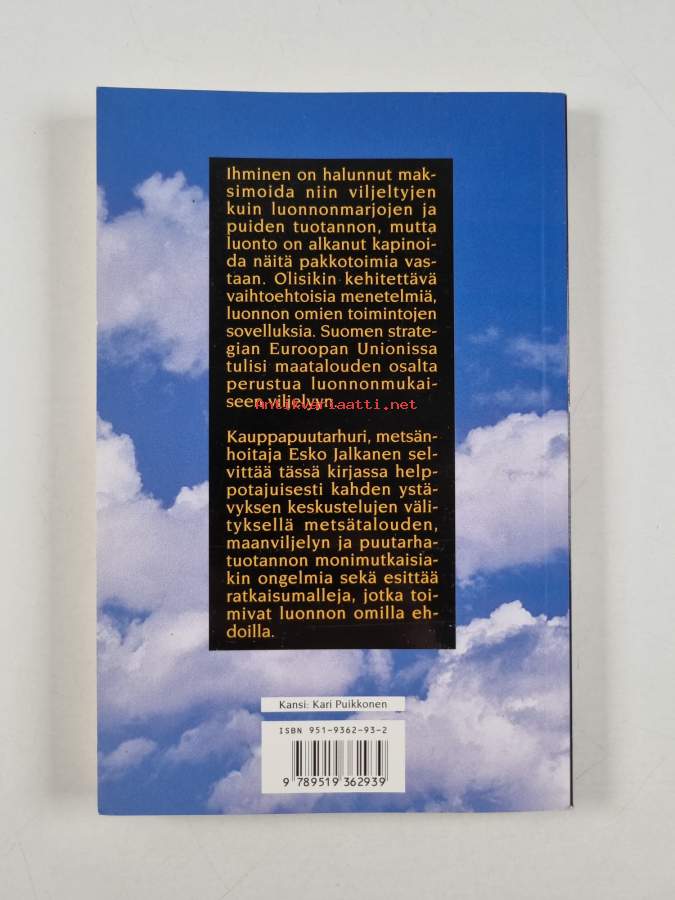 Ihminen on halunnut mak-
simoida niin viljeltyjen
kuin luonnonmarjojen ja
puiden tuotannon, mutta
luonto on alkanut kapinoi-
da näitä pakkotoimia vas-
taan. Olisikin kehitettävä
vaihtoehtoisia menetelmiä,
luonnon omien toimintojen
sovelluksia. Suomen strate-
gian Euroopan Unionissa
tulisi maatalouden osalta
perustua luonnonmukai-
seen viljelyyn.
Antikvariaatti.net
Kauppapuutarhuri, metsän-
hoitaja Esko Jalkanen sel-
vittää tässä kirjassa help-
potajuisesti kahden ystä-
vyksen keskustelujen väli-
tyksellä metsätalouden,
maanviljelyn ja puutarha-
tuotannon monimutkaisia-
kin ongelmia sekä esittää
ratkaisumalleja, jotka toi-
mivat luonnon omilla eh-
doilla.
Kansi: Kari Puikkonen
ISBN 951-9362-93-2
9 789519 362939